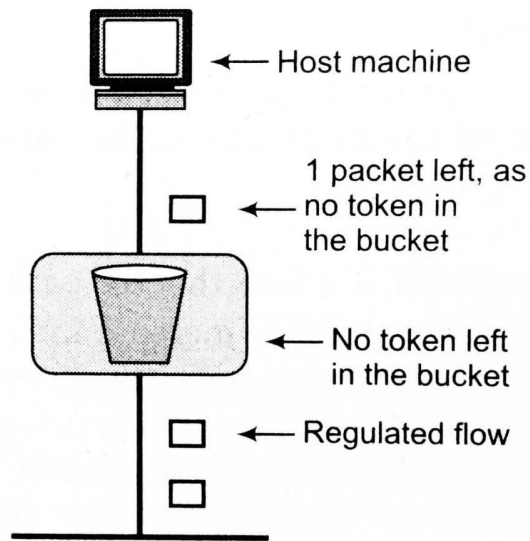 Host machine
1 packet left, as
no token in
the bucket
No token left
in the bucket
Regulated flow